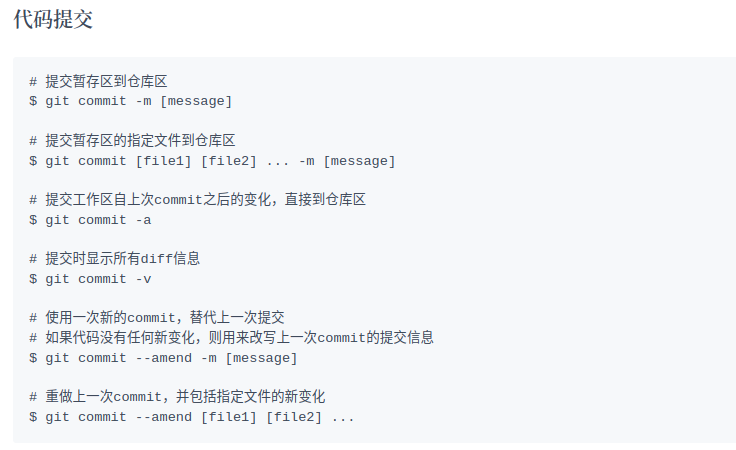 代码提交
# 提交暂存区到仓库区
$ git commit -m [message]
# 提交暂存区的指定文件到仓库区
$ git commit [file1] [file2] ... -m [message]
# 提交工作区自上次commit之后的变化，直接到仓库区
$ git commit -a
# 提交时显示所有diff信息
$ git commit -v
# 使用一次新的commit，替代上一次提交
# 如果代码没有任何新变化，则用来改写上一次commit的提交信息
$ git commit --amend -m [message]
# 重做上一次commit，并包括指定文件的新变化
$ git commit --amend [file1] [file2] ...